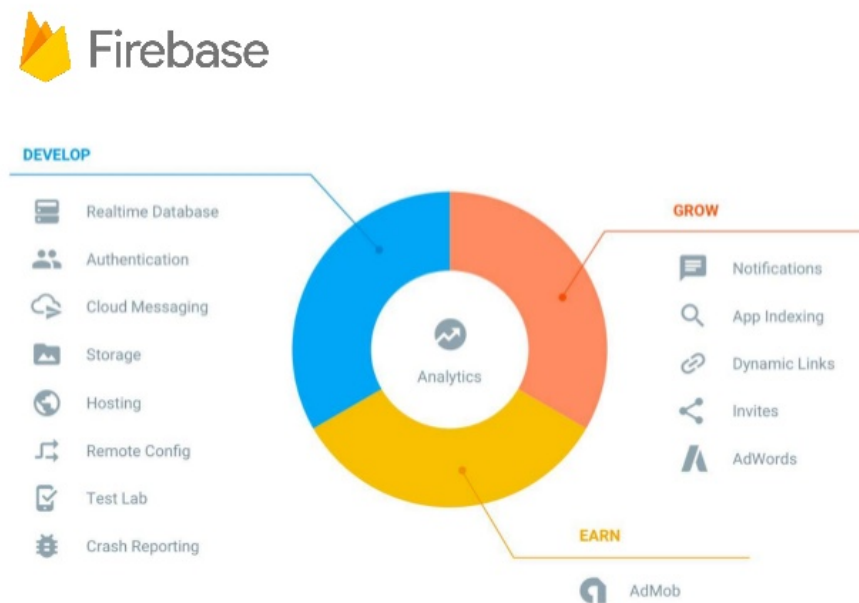 Firebase
DEVELOP
Realtime Database
Authentication
Cloud Messaging
Storage
Hosting
Remote Config
Test Lab
Crash Reporting
Analytics
GROW
Notifications
App Indexing
Dynamic Links
Invites
AdWords
EARN
AdMob